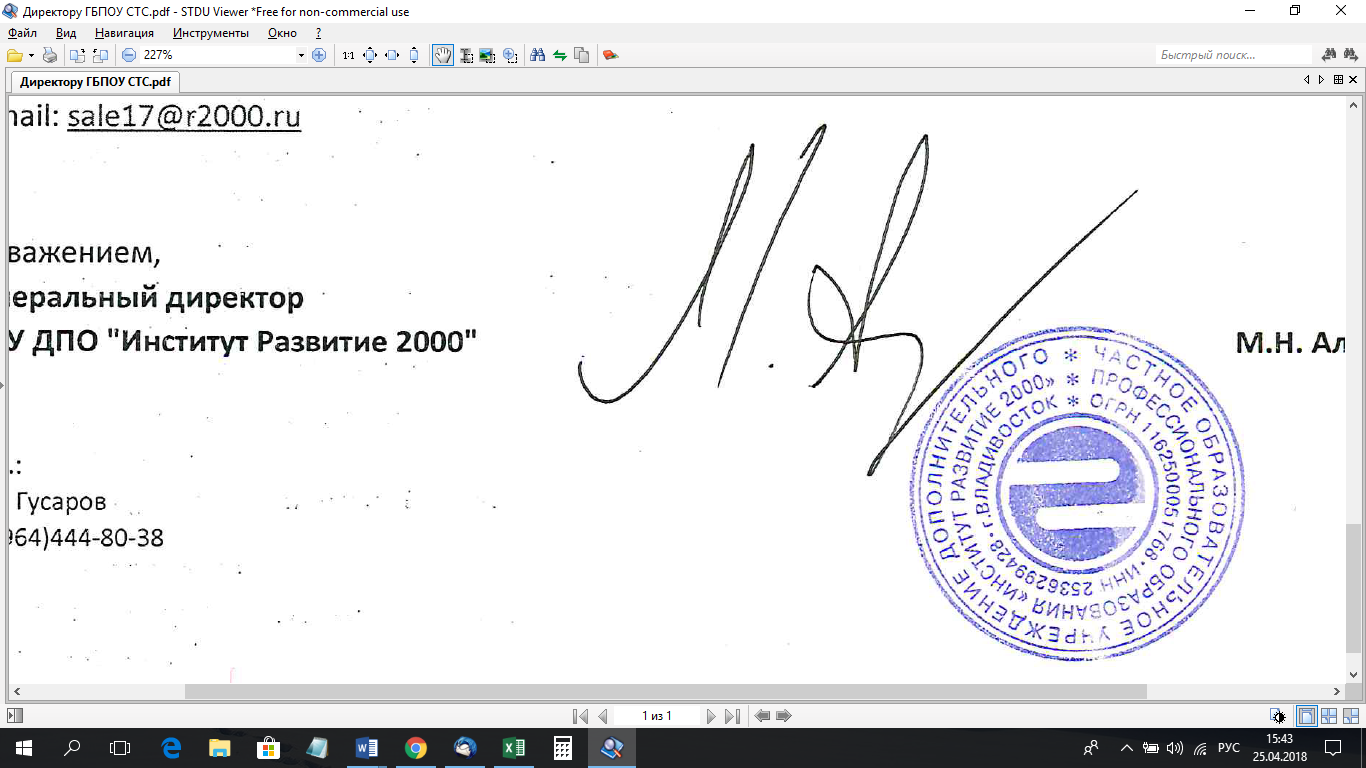 Директору ГБПОУ СТС.pdf - STDU Viewer *Free for non-commercial use
Файл Вид Навигация Инструменты Окно ?
227% 1:1 Быстрый поиск...
Директору ГБПОУ СТС.pdf
nail: sale17@r2000.ru
важением,
неральный директор
У ДПО "Институт Развитие 2000"
М.Н. Ал
.:
Гусаров
964)444-80-38
ЧАСТНОЕ ОБРАЗОВАТЕЛЬНОЕ УЧРЕЖДЕНИЕ ДОПОЛНИТЕЛЬНОГО *
ПРОФЕССИОНАЛЬНОГО ОБРАЗОВАНИЯ «ИНСТИТУТ РАЗВИТИЕ 2000» *
ОГРН 1162500051768 · ИНН 2536299428 · г.ВЛАДИВОСТОК *
1 из 1
РУС
15:43
25.04.2018